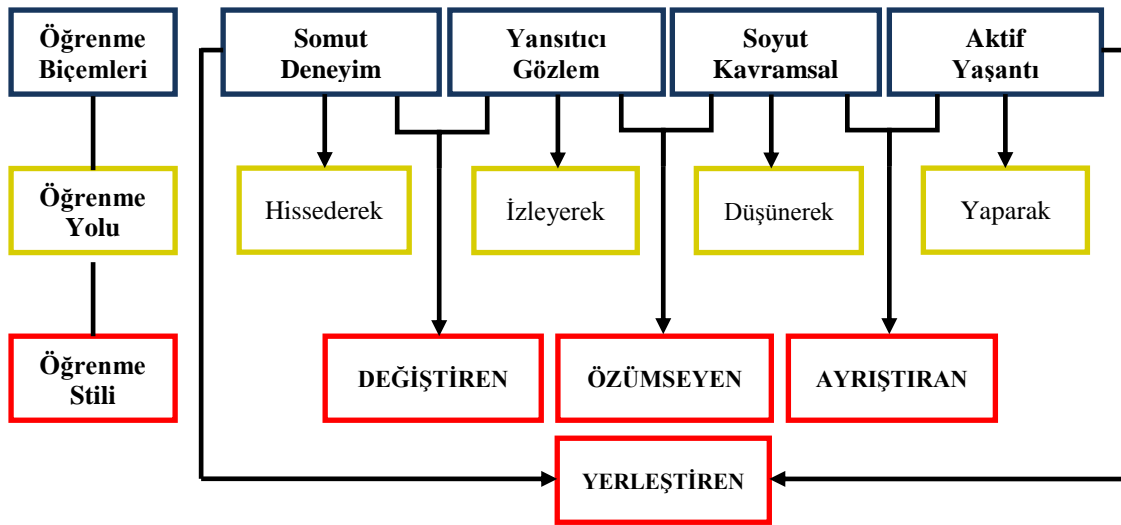 Öğrenme
Biçemleri
Somut
Deneyim
Yansıtıcı
Gözlem
Soyut
Kavramsal
Aktif
Yaşantı
Öğrenme
Yolu
Hissederek
İzleyerek
Düşünerek
Yaparak
Öğrenme
Stili
DEĞİŞTİREN
ÖZÜMSEYEN
AYRIŞTIRAN
YERLEŞTİREN